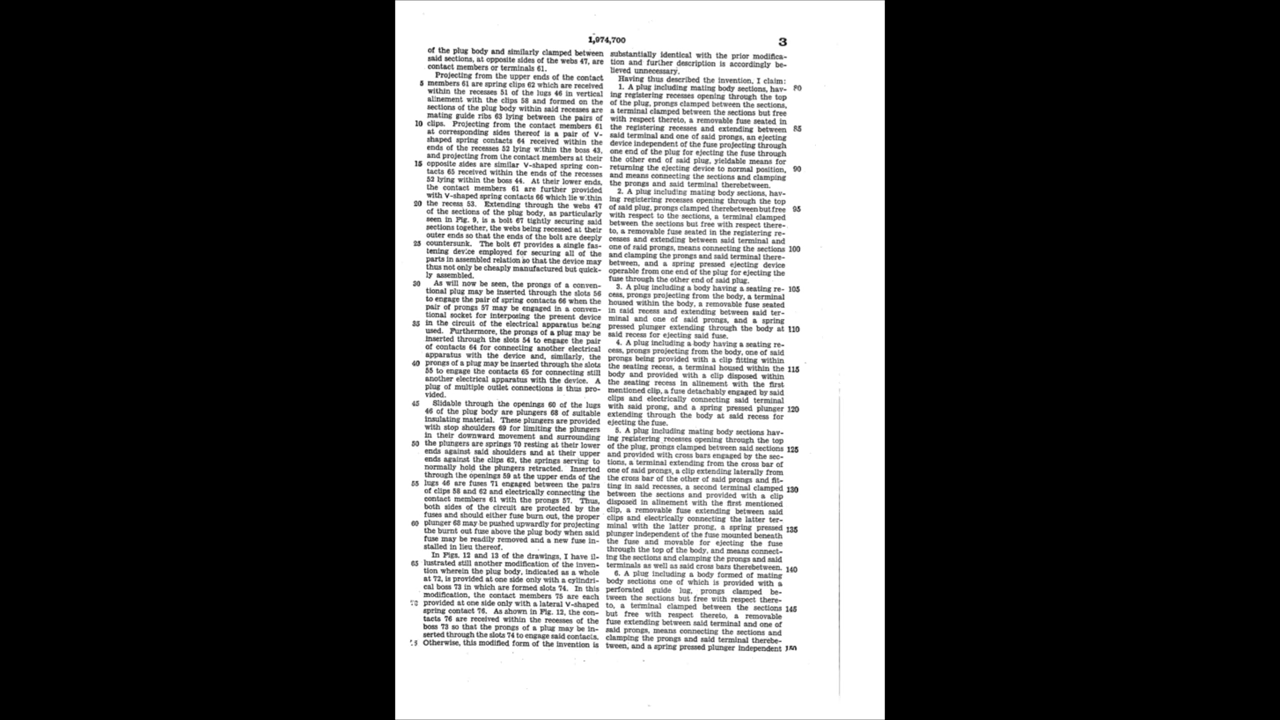 1,974,700
3
of the plug body and similarly clamped between
said sections, at opposite sides of the webs 47, are
contact members or terminals 61.
Projecting from the upper ends of the contact
5 members 61 are spring clips 62 which are received
within the recesses 51 of the lugs 46 in vertical
alinement with the clips 58 and formed on the
sections of the plug body within said recesses are
mating guide ribs 63 lying between the pairs of
10 clips. Projecting from the contact members 61
at corresponding sides thereof is a pair of V-
shaped spring contacts 64 received within the
ends of the recesses 52 lying within the boss 43,
and projecting from the contact members at their
15 opposite sides are similar V-shaped spring con-
tacts 65 received within the ends of the recesses
52 lying within the boss 44. At their lower ends,
the contact members 61 are further provided
with V-shaped spring contacts 66 which lie within
20 the recess 53. Extending through the webs 47
of the sections of the plug body, as particularly
seen in Fig. 9, is a bolt 67 tightly securing said
sections together, the webs being recessed at their
outer ends so that the ends of the bolt are deeply
25 countersunk. The bolt 67 provides a single fas-
tening device employed for securing all of the
parts in assembled relation so that the device may
thus not only be cheaply manufactured but quick-
ly assembled.
30 As will now be seen, the prongs of a conven-
tional plug may be inserted through the slots 56
to engage the pair of spring contacts 66 when the
pair of prongs 57 may be engaged in a conven-
tional socket for interposing the present device
35 in the circuit of the electrical apparatus being
used. Furthermore, the prongs of a plug may be
inserted through the slots 54 to engage the pair
of contacts 64 for connecting another electrical
apparatus with the device and, similarly, the
40 prongs of a plug may be inserted through the slots
55 to engage the contacts 65 for connecting still
another electrical apparatus with the device. A
plug of multiple outlet connections is thus pro-
vided.
45 Slidable through the openings 60 of the lugs
46 of the plug body are plungers 68 of suitable
insulating material. These plungers are provided
with stop shoulders 69 for limiting the plungers
in their downward movement and surrounding
50 the plungers are springs 70 resting at their lower
ends against said shoulders and at their upper
ends against the clips 62, the springs serving to
normally hold the plungers retracted. Inserted
through the openings 59 at the upper ends of the
55 lugs 46 are fuses 71 engaged between the pairs
of clips 58 and 62 and electrically connecting the
contact members 61 with the prongs 57. Thus,
both sides of the circuit are protected by the
fuses and should either fuse burn out, the proper
60 plunger 68 may be pushed upwardly for projecting
the burnt out fuse above the plug body when said
fuse may be readily removed and a new fuse in-
stalled in lieu thereof.
In Figs. 12 and 13 of the drawings, I have il-
65 lustrated still another modification of the inven-
tion wherein the plug body, indicated as a whole
at 72, is provided at one side only with a cylindri-
cal boss 73 in which are formed slots 74. In this
modification, the contact members 75 are each
provided at one side only with a lateral V-shaped
spring contact 76. As shown in Fig. 12, the con-
tacts 76 are received within the recesses of the
boss 73 so that the prongs of a plug may be in-
serted through the slots 74 to engage said contacts.
Otherwise, this modified form of the invention is
substantially identical with the prior modifica-
tion and further description is accordingly be-
lieved unnecessary.
Having thus described the invention, I claim:
1. A plug including mating body sections, hav- 80
ing registering recesses opening through the top
of the plug, prongs clamped between the sections,
a terminal clamped between the sections but free
with respect thereto, a removable fuse seated in
the registering recesses and extending between 85
said terminal and one of said prongs, an ejecting
device independent of the fuse projecting through
one end of the plug for ejecting the fuse through
the other end of said plug, yieldable means for
returning the ejecting device to normal position, 90
and means connecting the sections and clamping
the prongs and said terminal therebetween.
2. A plug including mating body sections, hav-
ing registering recesses opening through the top
of said plug, prongs clamped therebetween but free 95
with respect to the sections, a terminal clamped
between the sections but free with respect there-
to, a removable fuse seated in the registering re-
cesses and extending between said terminal and
one of said prongs, means connecting the sections 100
and clamping the prongs and said terminal there-
between, and a spring pressed ejecting device
operable from one end of the plug for ejecting the
fuse through the other end of said plug.
3. A plug including a body having a seating re- 105
cess, prongs projecting from the body, a terminal
housed within the body, a removable fuse seated
in said recess and extending between said ter-
minal and one of said prongs, and a spring
pressed plunger extending through the body at 110
said recess for ejecting said fuse.
4. A plug including a body having a seating re-
cess, prongs projecting from the body, one of said
prongs being provided with a clip fitting within
the seating recess, a terminal housed within the 115
body and provided with a clip disposed within
the seating recess in alinement with the first
mentioned clip, a fuse detachably engaged by said
clips and electrically connecting said terminal
with said prong, and a spring pressed plunger 120
extending through the body at said recess for
ejecting the fuse.
5. A plug including mating body sections hav-
ing registering recesses opening through the top
of the plug, prongs clamped between said sections 125
and provided with cross bars engaged by the sec-
tions, a terminal extending from the cross bar of
one of said prongs, a clip extending laterally from
the cross bar of the other of said prongs and fit-
ting in said recesses, a second terminal clamped 130
between the sections and provided with a clip
disposed in alinement with the first mentioned
clip, a removable fuse extending between said
clips and electrically connecting the latter ter-
minal with the latter prong, a spring pressed 135
plunger independent of the fuse mounted beneath
the fuse and movable for ejecting the fuse
through the top of the body, and means connect-
ing the sections and clamping the prongs and said
terminals as well as said cross bars therebetween. 140
6. A plug including a body formed of mating
body sections one of which is provided with a
perforated guide lug, prongs clamped be-
tween the sections but free with respect there-
to, a terminal clamped between the sections 145
but free with respect thereto, a removable
fuse extending between said terminal and one of
said prongs, means connecting the sections and
clamping the prongs and said terminal therebe-
tween, and a spring pressed plunger independent 150